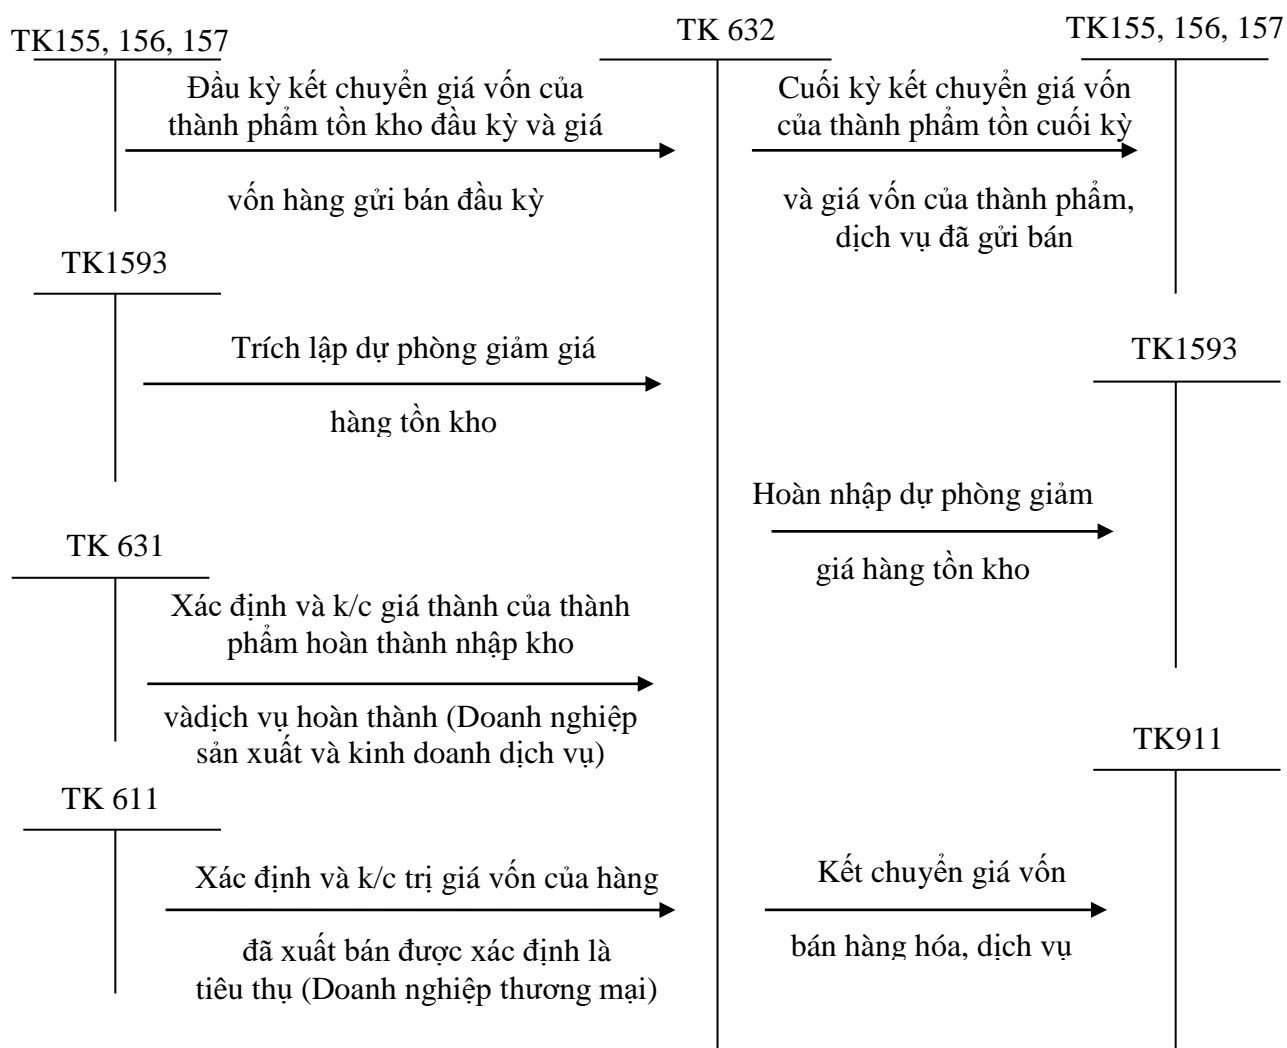 TK155, 156, 157
TK 632
TK155, 156, 157
Đầu kỳ kết chuyển giá vốn của
thành phẩm tồn kho đầu kỳ và giá
vốn hàng gửi bán đầu kỳ
Cuối kỳ kết chuyển giá vốn
của thành phẩm tồn cuối kỳ
và giá vốn của thành phẩm,
dịch vụ đã gửi bán
TK1593
Trích lập dự phòng giảm giá
hàng tồn kho
TK1593
Hoàn nhập dự phòng giảm
giá hàng tồn kho
TK 631
Xác định và k/c giá thành của thành
phẩm hoàn thành nhập kho
vàdịch vụ hoàn thành (Doanh nghiệp
sản xuất và kinh doanh dịch vụ)
TK911
TK 611
Xác định và k/c trị giá vốn của hàng
đã xuất bán được xác định là
tiêu thụ (Doanh nghiệp thương mại)
Kết chuyển giá vốn
bán hàng hóa, dịch vụ